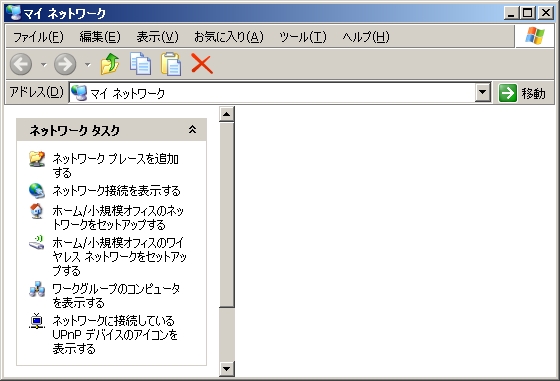 マイ ネットワーク
ファイル(F) 編集(E) 表示(V) お気に入り(A) ツール(T) ヘルプ(H)
アドレス(D) マイ ネットワーク 移動
ネットワーク タスク
ネットワーク プレースを追加
する
ネットワーク接続を表示する
ホーム/小規模オフィスのネッ
トワークをセットアップする
ホーム/小規模オフィスのワイ
ヤレス ネットワークをセットアッ
プする
ワークグループのコンピュータ
を表示する
ネットワークに接続している
UPnP デバイスのアイコンを
表示する